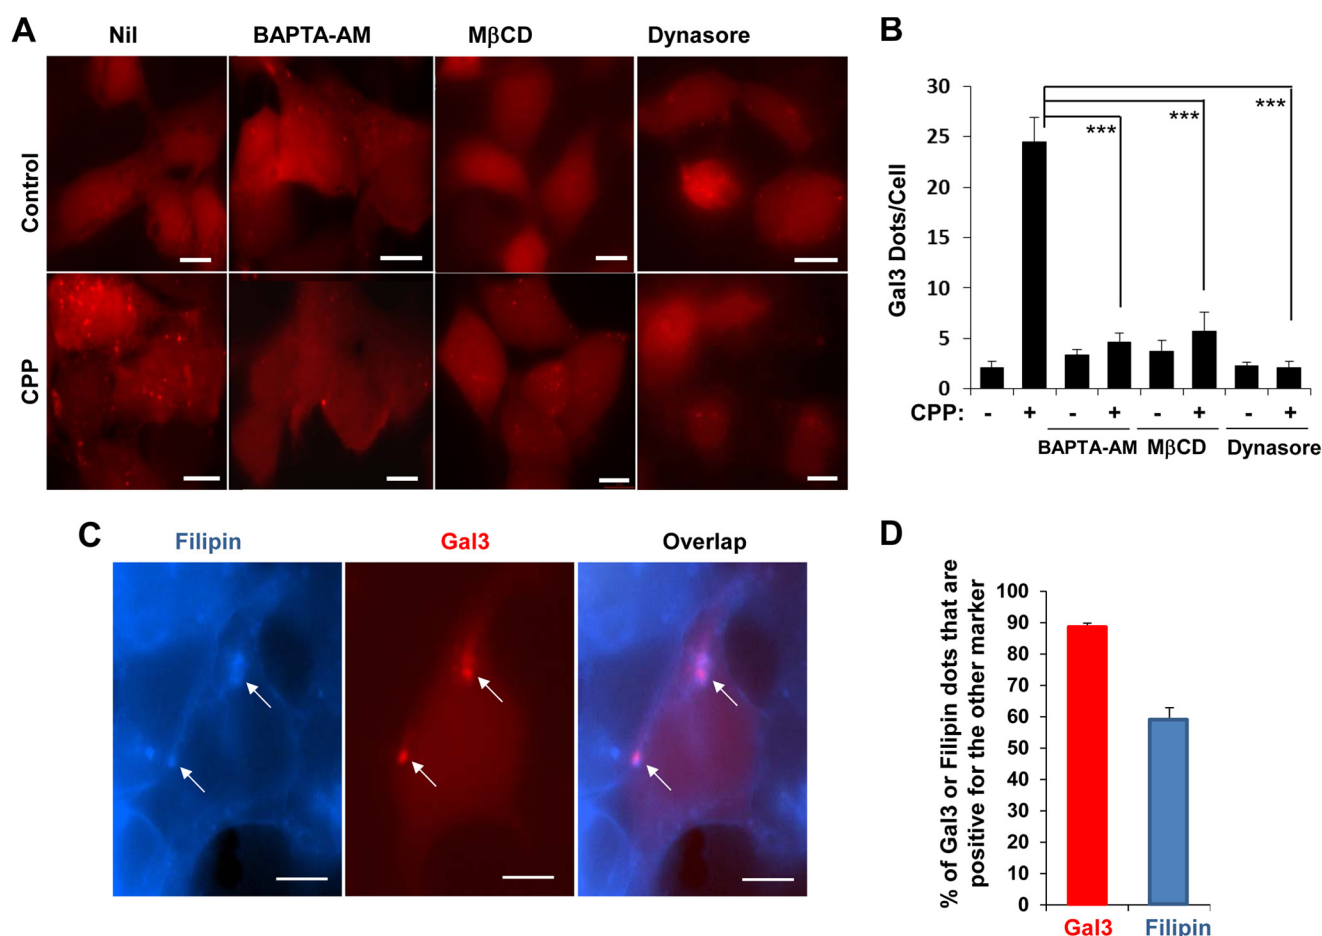 A
Nil
BAPTA-AM
MβCD
Dynasore
Control
CPP
B
Gal3 Dots/Cell
30
25
20
15
10
5
0
***
***
***
CPP:
-
+
-
+
-
+
-
+
BAPTA-AM
MβCD
Dynasore
C
Filipin
Gal3
Overlap
D
% of Gal3 or Filipin dots that are
positive for the other marker
100
90
80
70
60
50
40
30
20
10
0
Gal3
Filipin